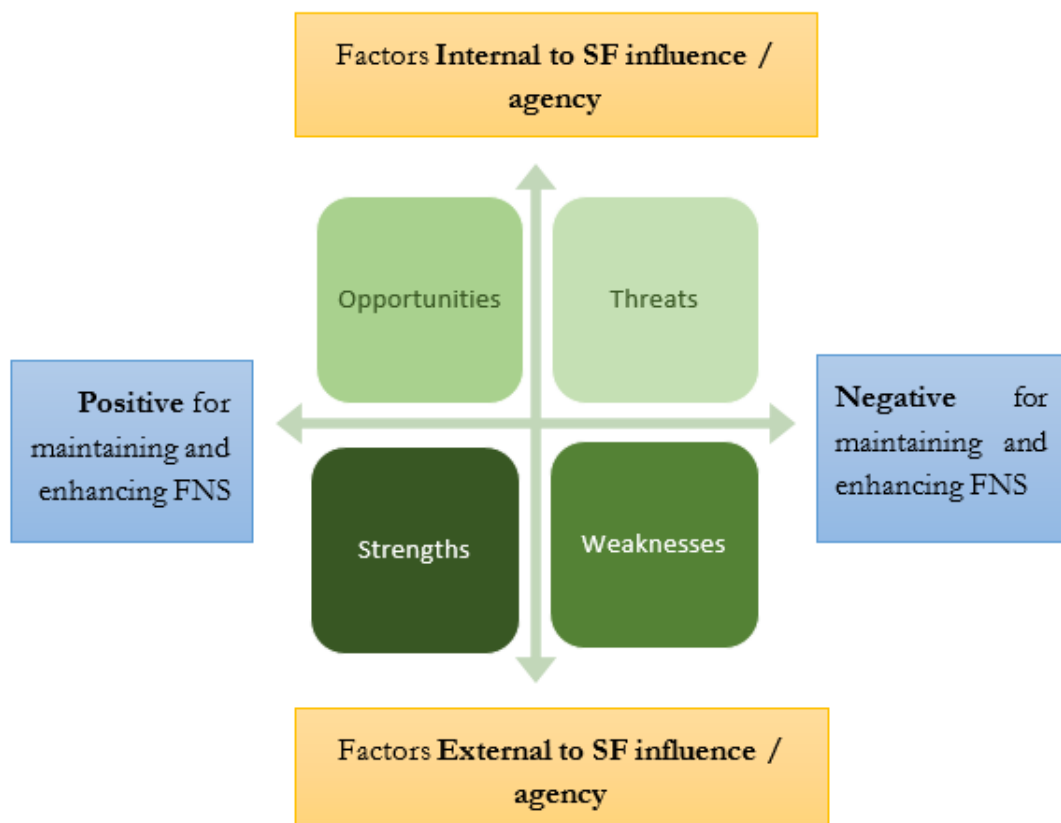 Factors Internal to SF influence /
agency
Opportunities
Threats
Positive for
maintaining and
enhancing FNS
Negative for
maintaining and
enhancing FNS
Strengths
Weaknesses
Factors External to SF influence /
agency